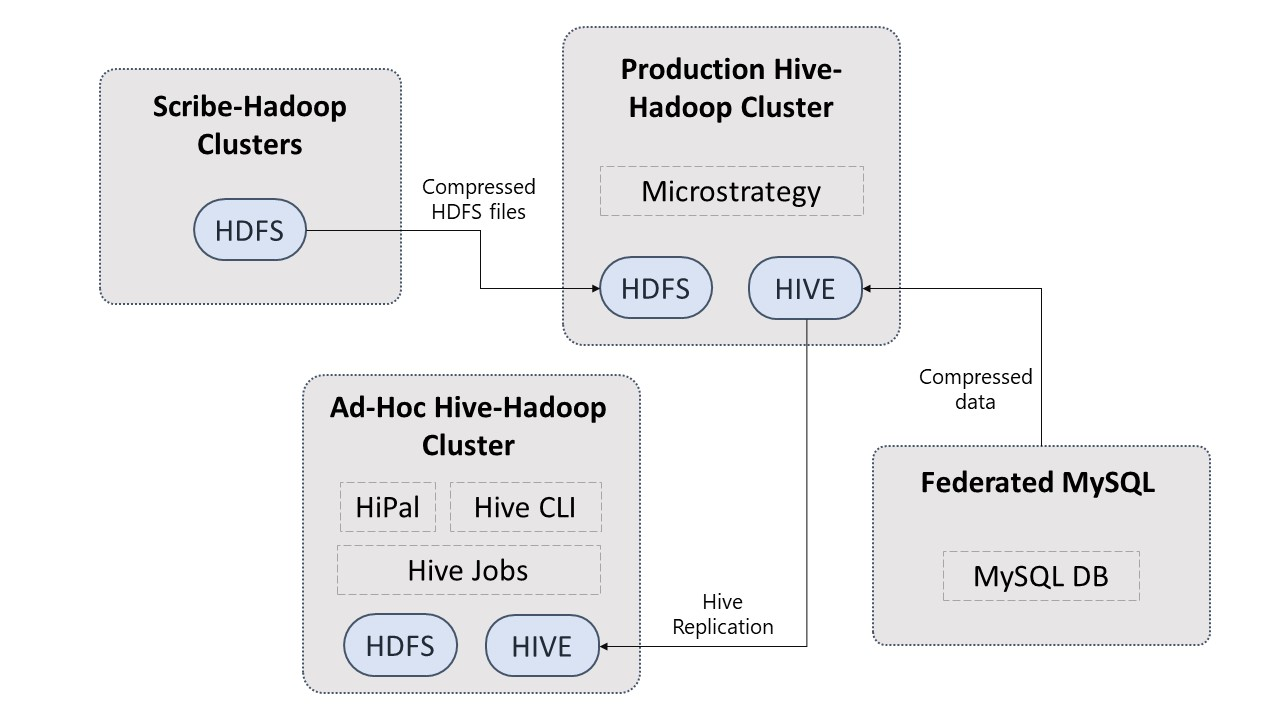 Scribe-Hadoop
Clusters
HDFS
Compressed
HDFS files
Production Hive-
Hadoop Cluster
Microstrategy
HDFS
HIVE
Ad-Hoc Hive-Hadoop
Cluster
HiPal
Hive CLI
Hive Jobs
HDFS
HIVE
Hive
Replication
Compressed
data
Federated MySQL
MySQL DB